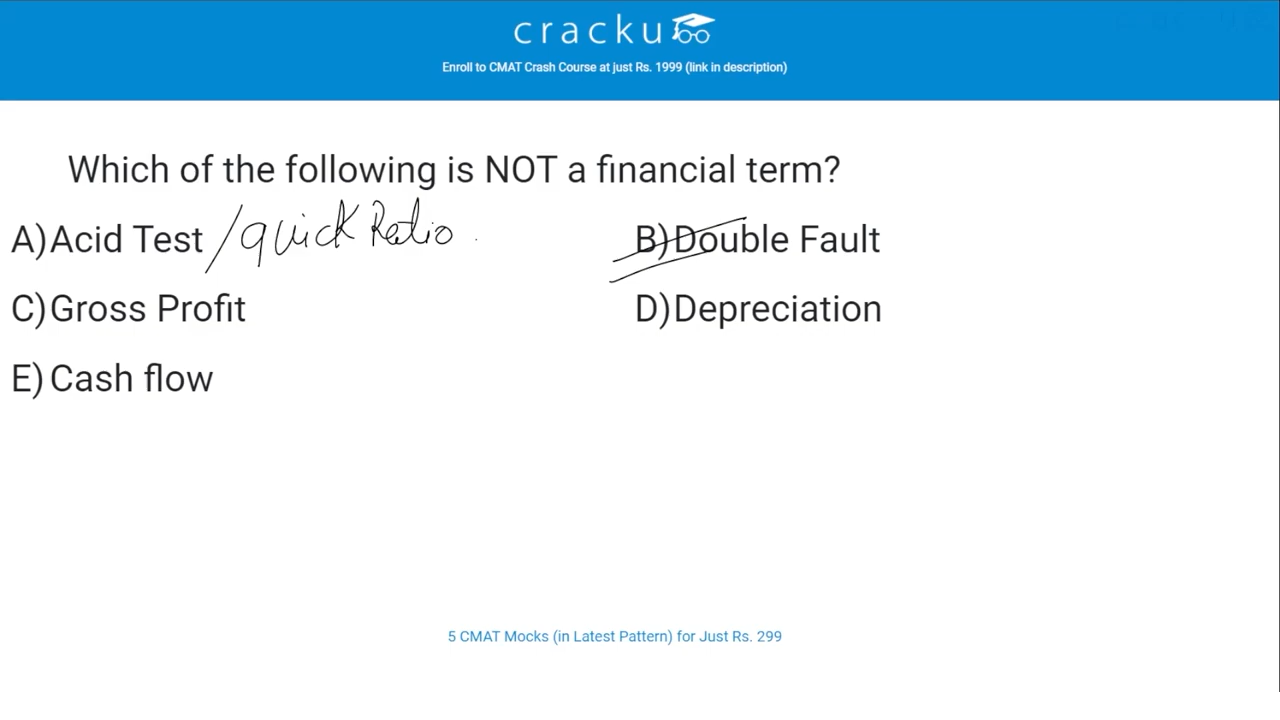 cracku
Enroll to CMAT Crash Course at just Rs. 1999 (link in description)
Which of the following is NOT a financial term?
A) Acid Test / quick Ratio
B) Double Fault
C) Gross Profit
D) Depreciation
E) Cash flow
5 CMAT Mocks (in Latest Pattern) for Just Rs. 299